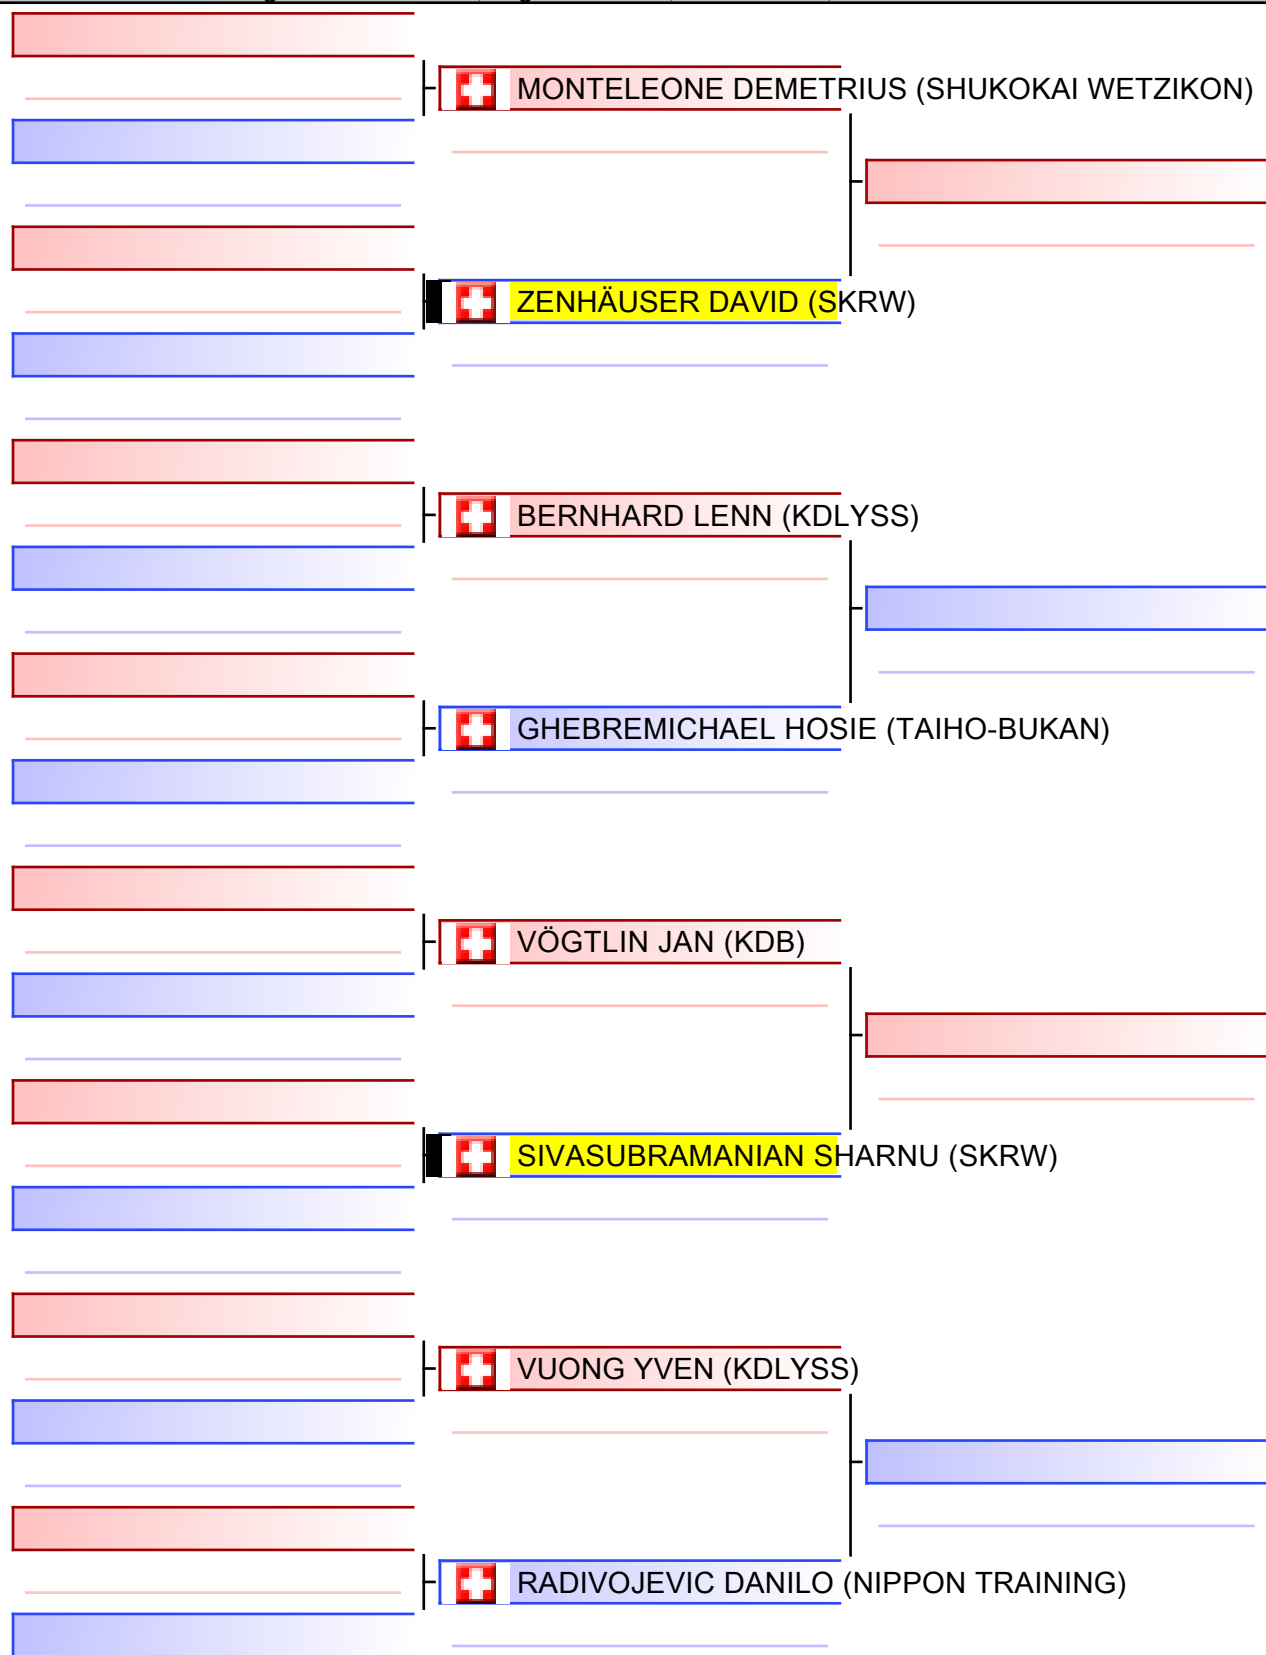 MONTELEONE DEMETRIUS (SHUKOKAI WETZIKON)
ZENHÄUSER DAVID (SKRW)
BERNHARD LENN (KDLYSS)
GHEBREMICHAEL HOSIE (TAIHO-BUKAN)
VÖGTLIN JAN (KDB)
SIVASUBRAMANIAN SHARNU (SKRW)
VUONG YVEN (KDLYSS)
RADIVOJEVIC DANILO (NIPPON TRAINING)